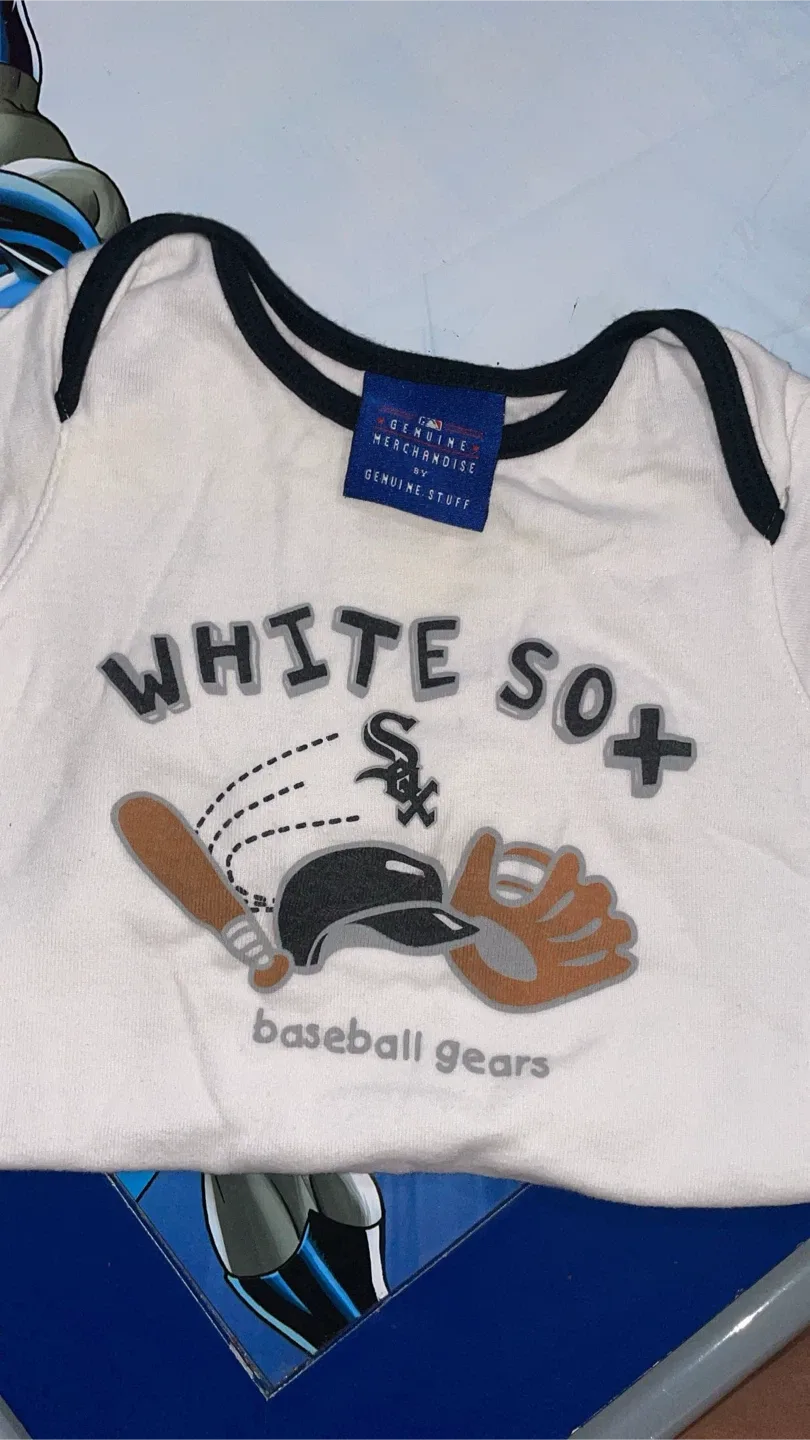 GENUINE
MERCHANDISE
BY
GENUINE STUFF
WHITE SOX
Sox
baseball gears